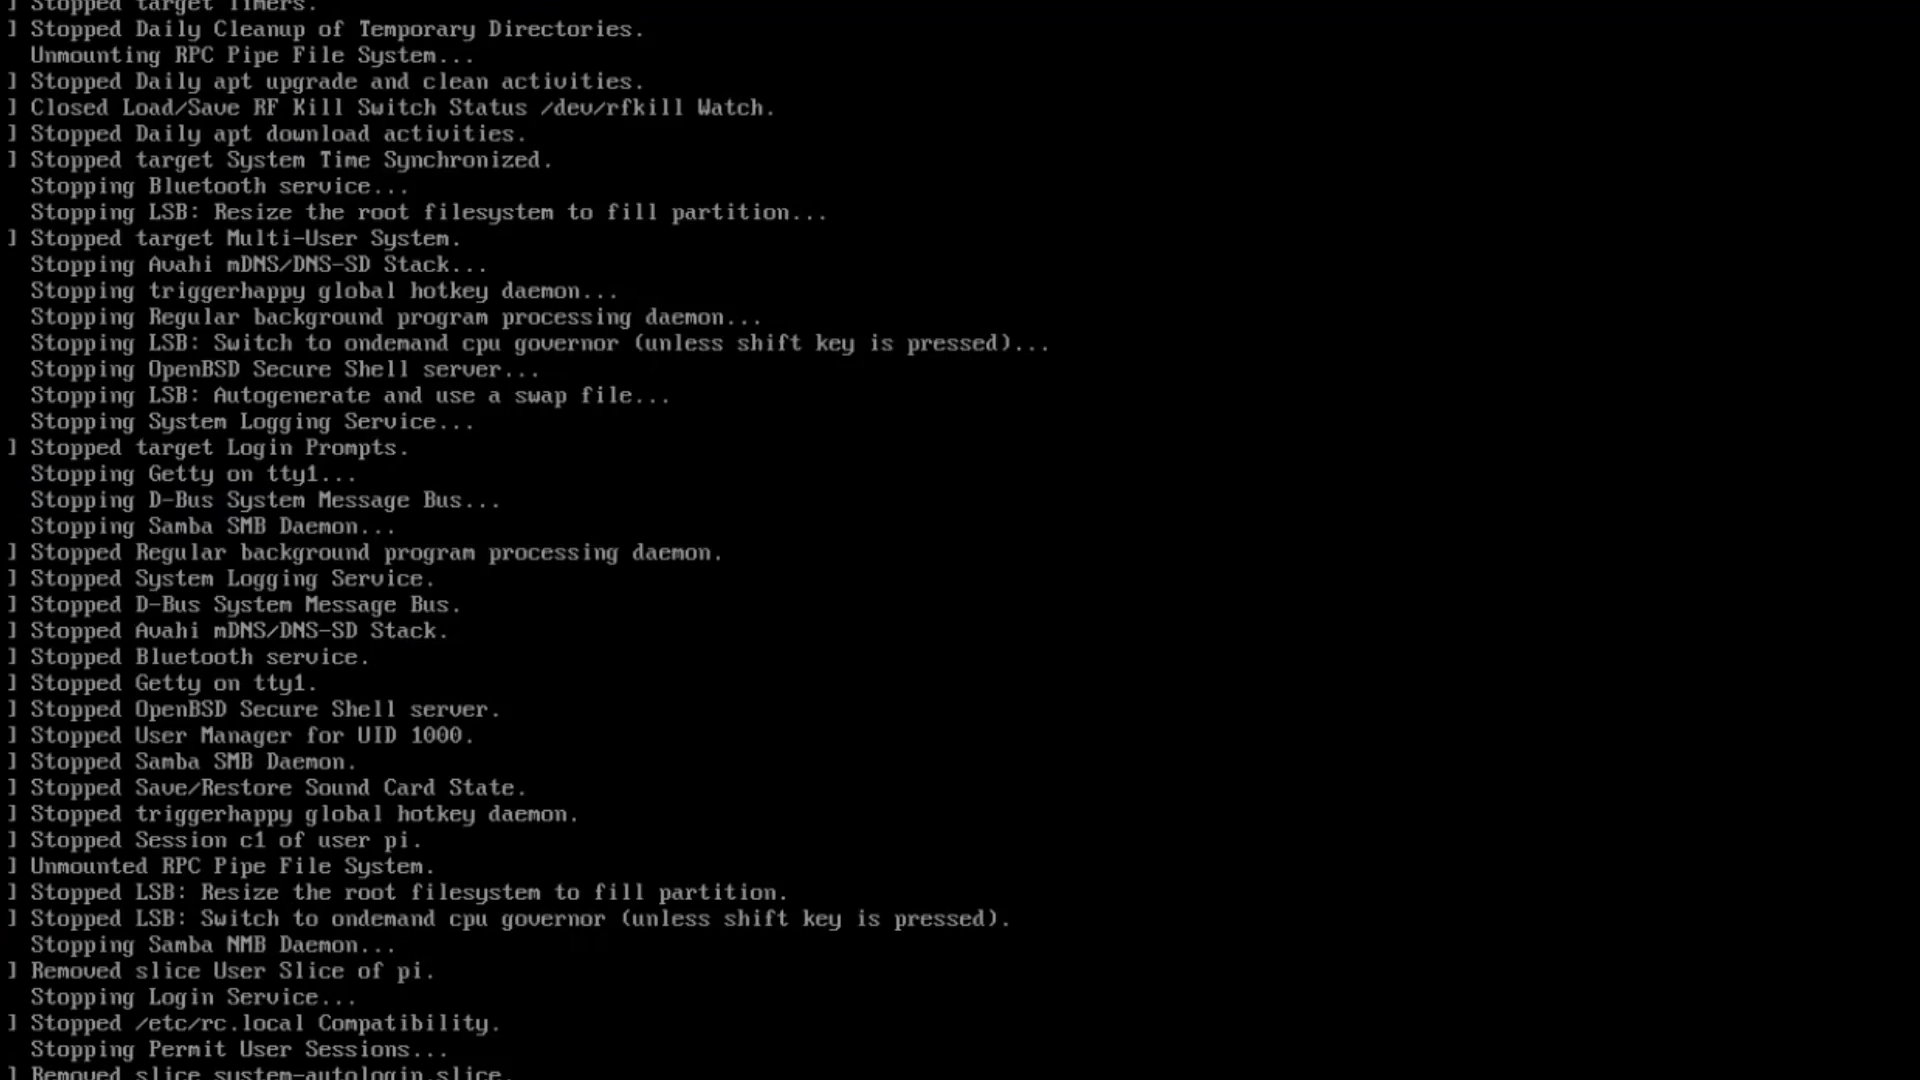 ] Stopped target Timers.
] Stopped Daily Cleanup of Temporary Directories.
Unmounting RPC Pipe File System...
] Stopped Daily apt upgrade and clean activities.
] Closed Load/Save RF Kill Switch Status /dev/rfkill Watch.
] Stopped Daily apt download activities.
] Stopped target System Time Synchronized.
Stopping Bluetooth service...
Stopping LSB: Resize the root filesystem to fill partition...
] Stopped target Multi-User System.
Stopping Avahi mDNS/DNS-SD Stack...
Stopping triggerhappy global hotkey daemon...
Stopping Regular background program processing daemon...
Stopping LSB: Switch to ondemand cpu governor (unless shift key is pressed)...
Stopping OpenBSD Secure Shell server...
Stopping LSB: Autogenerate and use a swap file...
Stopping System Logging Service...
] Stopped target Login Prompts.
Stopping Getty on tty1...
Stopping D-Bus System Message Bus...
Stopping Samba SMB Daemon...
] Stopped Regular background program processing daemon.
] Stopped System Logging Service.
] Stopped D-Bus System Message Bus.
] Stopped Avahi mDNS/DNS-SD Stack.
] Stopped Bluetooth service.
] Stopped Getty on tty1.
] Stopped OpenBSD Secure Shell server.
] Stopped User Manager for UID 1000.
] Stopped Samba SMB Daemon.
] Stopped Save/Restore Sound Card State.
] Stopped triggerhappy global hotkey daemon.
] Stopped Session c1 of user pi.
] Unmounted RPC Pipe File System.
] Stopped LSB: Resize the root filesystem to fill partition.
] Stopped LSB: Switch to ondemand cpu governor (unless shift key is pressed).
Stopping Samba NMB Daemon...
] Removed slice User Slice of pi.
Stopping Login Service...
] Stopped /etc/rc.local Compatibility.
Stopping Permit User Sessions...
] Removed slice system-autologin.slice.